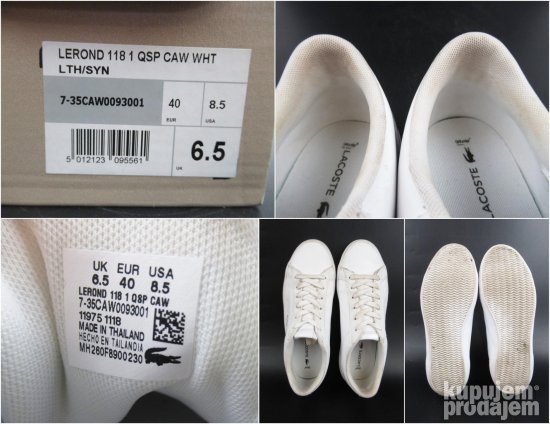 LEROND 118 1 QSP CAW WHT
LTH/SYN
7-35CAW0093001
40
8.5
EUR
USA
5 012123 095561
UK
6.5
LACOSTE
LACOSTE
UK EUR USA
6.5 40 8.5
LEROND 118 1 QSP CAW
7-35CAW0093001
11975 1118
MADE IN THAILAND
HECHO EN TAILANDIA
MH260F8900230
kupujem
prodajem